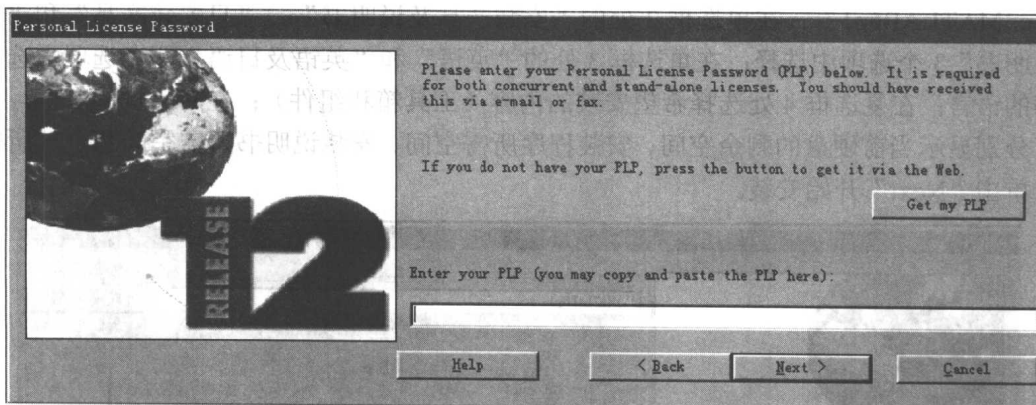 Personal License Password
Please enter your Personal License Password (PLP) below. It is required
for both concurrent and stand-alone licenses. You should have received
this via e-mail or fax.
If you do not have your PLP, press the button to get it via the Web.
Get my PLP
RELEASE
12
Enter your PLP (you may copy and paste the PLP here):
Help
< Back
Next >
Cancel